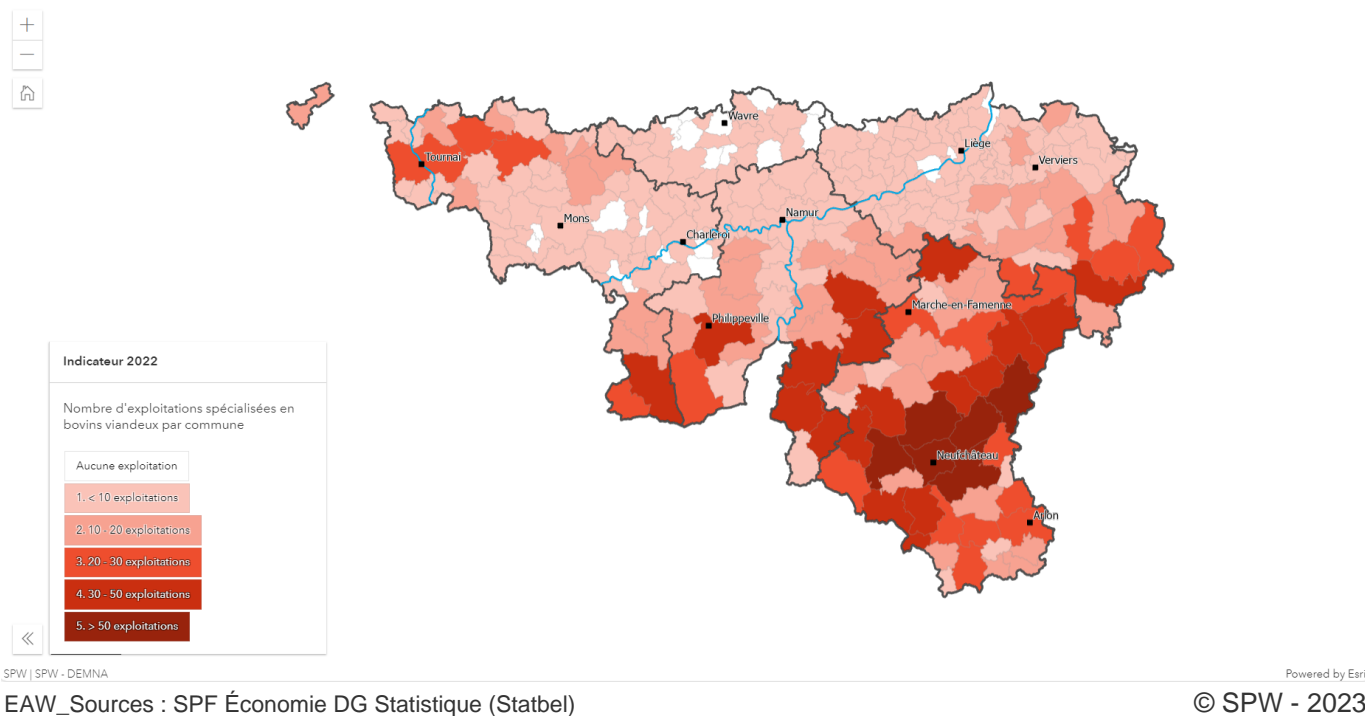 +
−
Wavre
Liège
Tournai
Verviers
Mons
Namur
Charleroi
Marche-en-Famenne
Philippeville
Neufchâteau
Arlon
Indicateur 2022
Nombre d'exploitations spécialisées en
bovins viandeux par commune
Aucune exploitation
1. < 10 exploitations
2. 10 - 20 exploitations
3. 20 - 30 exploitations
4. 30 - 50 exploitations
5. > 50 exploitations
SPW | SPW - DEMNA
Powered by Esri
EAW_Sources : SPF Économie DG Statistique (Statbel)
© SPW - 2023